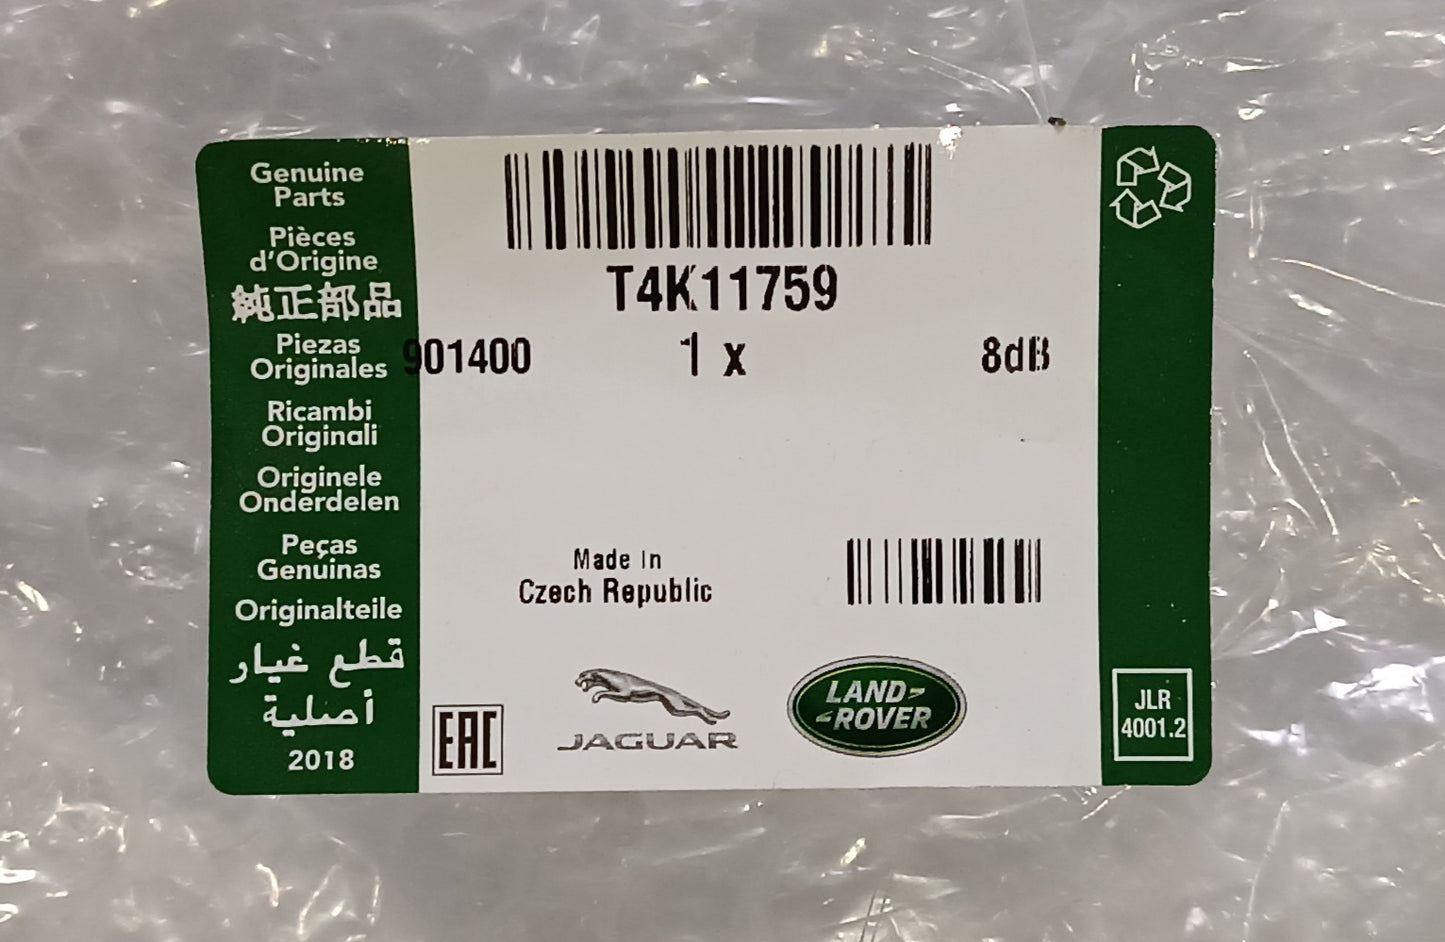 Genuine
Parts
Pièces
d'Origine
純正部品
Piezas
Originales
Ricambi
Originali
Originele
Onderdelen
Peças
Genuinas
Originalteile
قطع غيار
أصلية
2018
T4K11759
901400 1 x 8dB
Made In
Czech Republic
EAC
JAGUAR
LAND-
-ROVER
JLR
4001.2